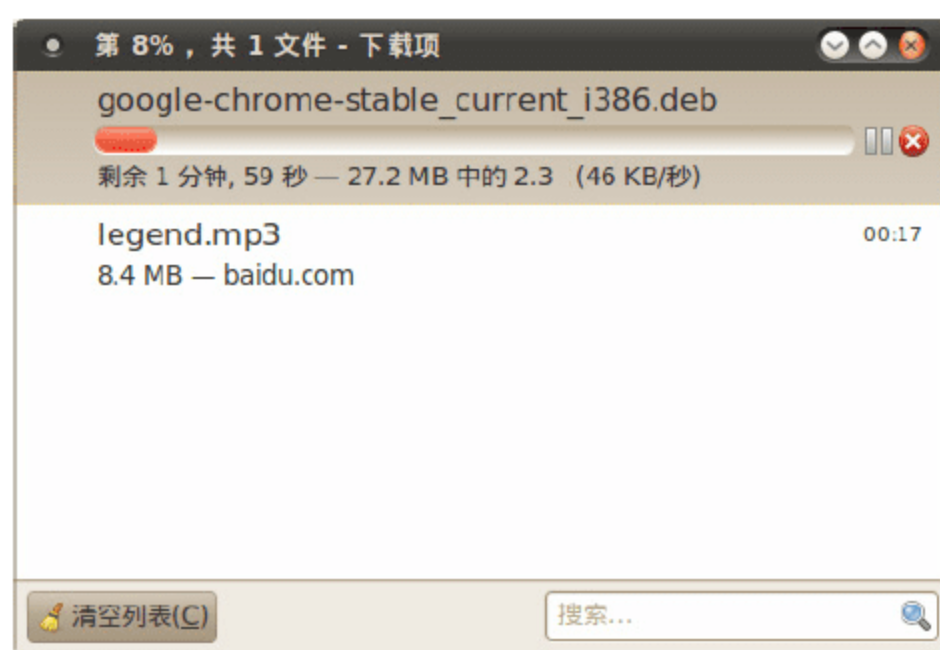 第 8% ，共 1 文件 - 下载项
google-chrome-stable_current_i386.deb
剩余 1 分钟, 59 秒 — 27.2 MB 中的 2.3 (46 KB/秒)
legend.mp3
00:17
8.4 MB — baidu.com
清空列表(C)
搜索...